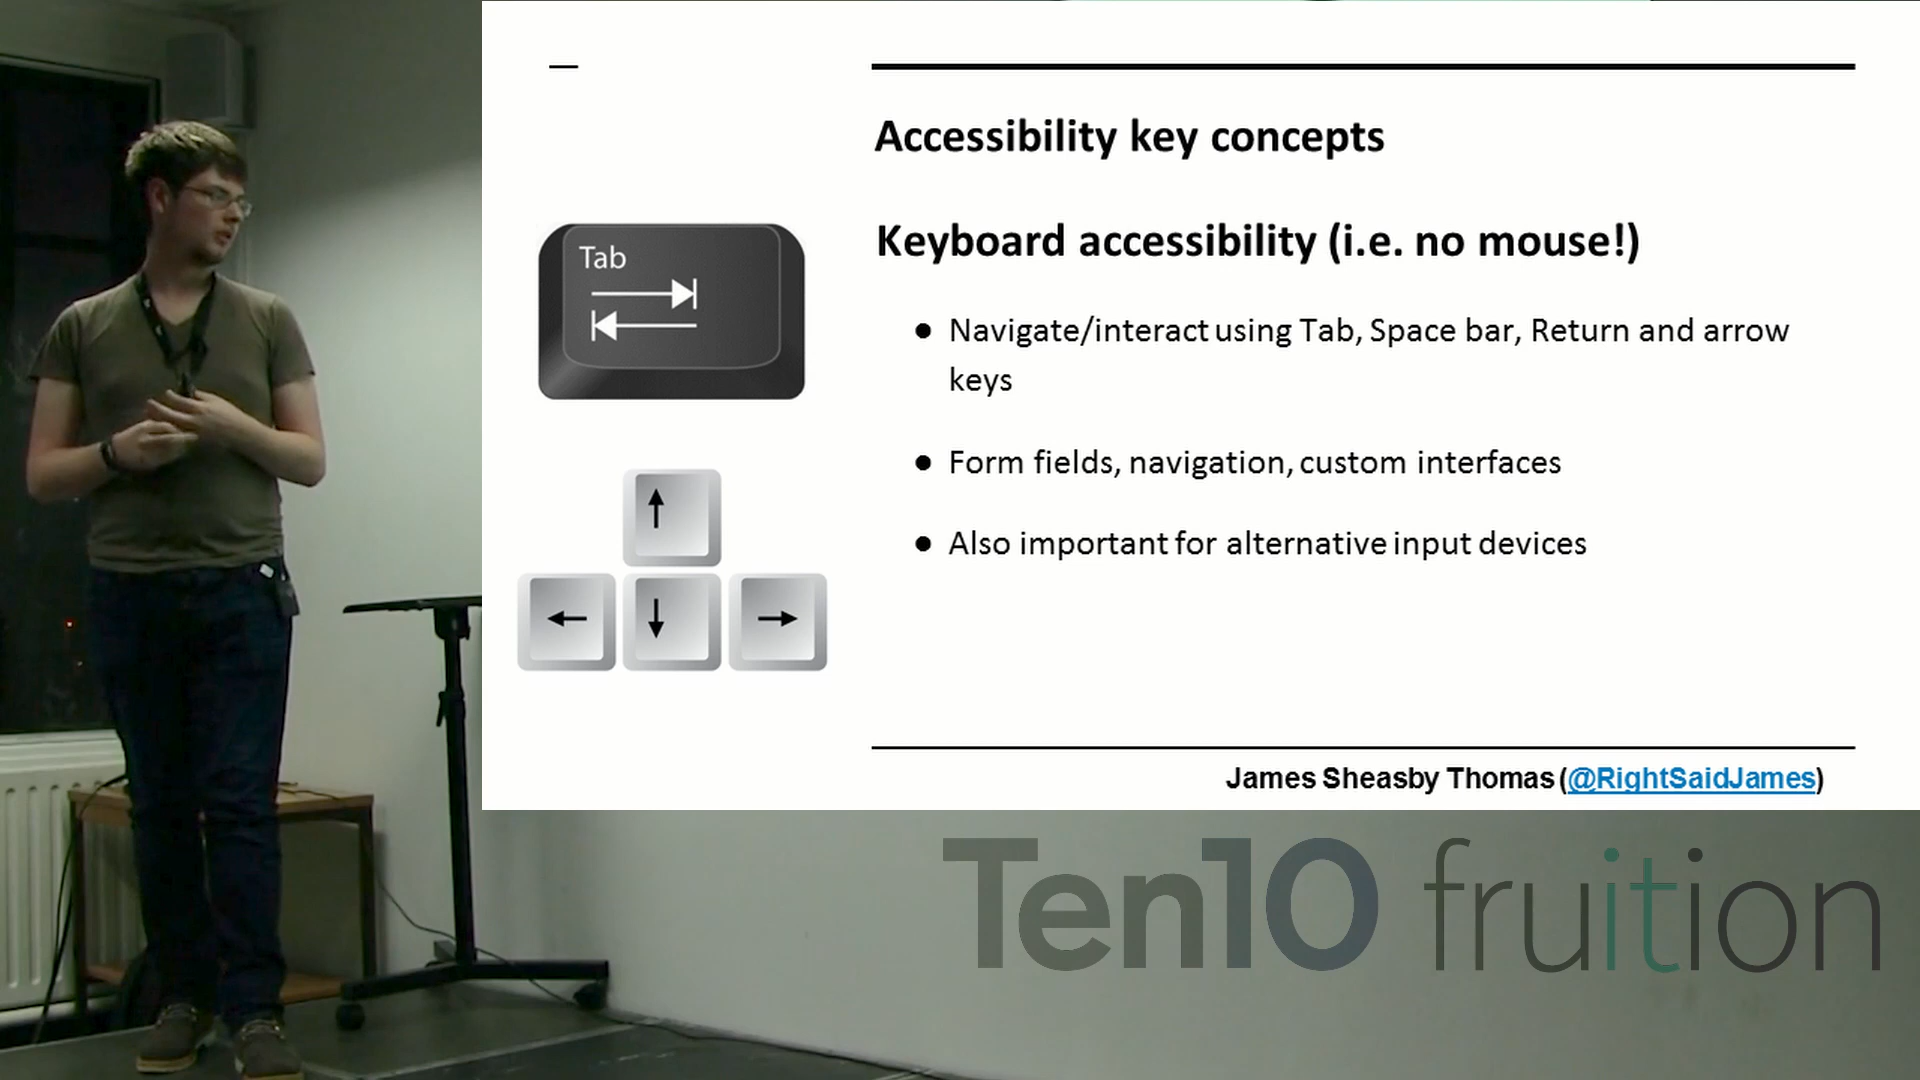 Accessibility key concepts
Keyboard accessibility (i.e. no mouse!)
Tab
● Navigate/interact using Tab, Space bar, Return and arrow
keys
● Form fields, navigation, custom interfaces
● Also important for alternative input devices
James Sheasby Thomas (@RightSaidJames)
Ten10 fruition